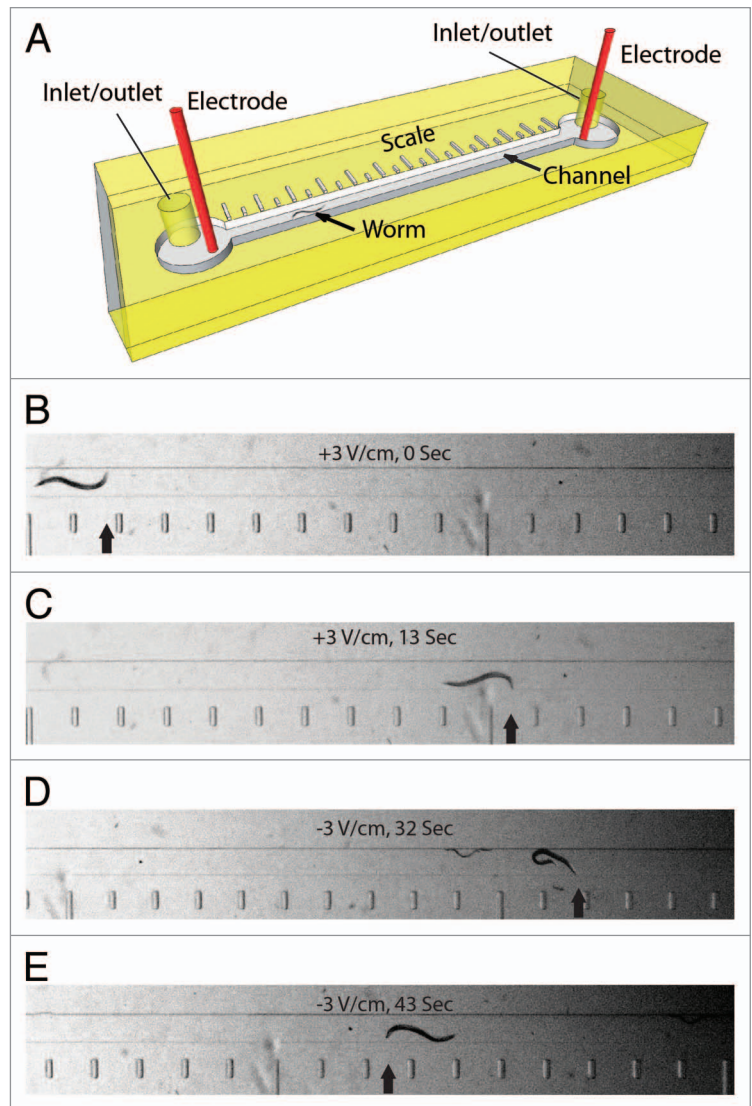 A
Inlet/outlet
Electrode
Inlet/outlet
Electrode
Scale
Channel
Worm
B
+3 V/cm, 0 Sec
C
+3 V/cm, 13 Sec
D
-3 V/cm, 32 Sec
E
-3 V/cm, 43 Sec